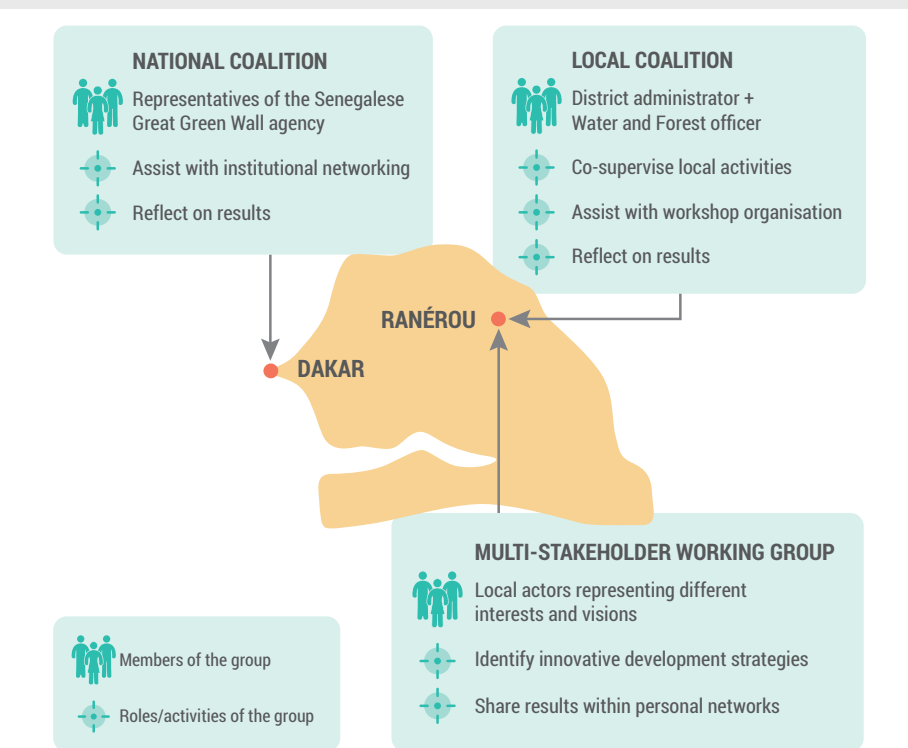 NATIONAL COALITION
Representatives of the Senegalese
Great Green Wall agency
Assist with institutional networking
Reflect on results
LOCAL COALITION
District administrator +
Water and Forest officer
Co-supervise local activities
Assist with workshop organisation
Reflect on results
RANÉROU
DAKAR
MULTI-STAKEHOLDER WORKING GROUP
Local actors representing different
interests and visions
Identify innovative development strategies
Share results within personal networks
Members of the group
Roles/activities of the group